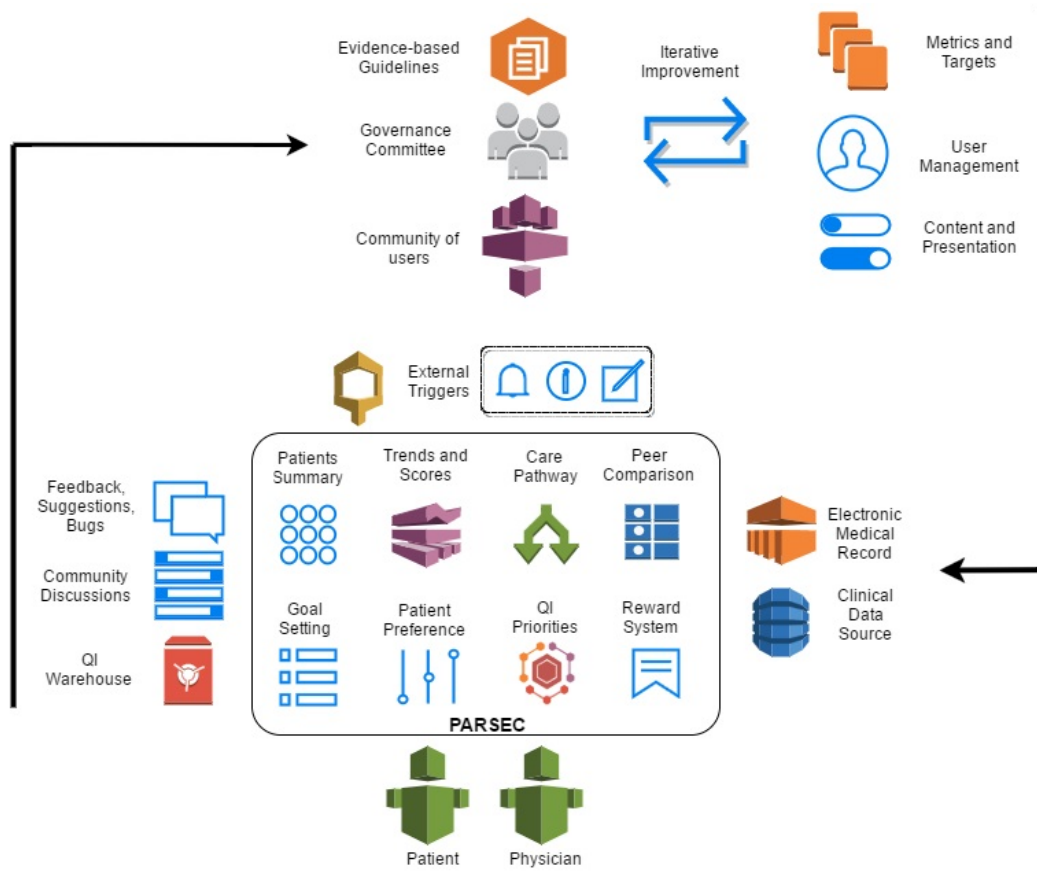 Evidence-based
Guidelines
Iterative
Improvement
Metrics and
Targets
Governance
Committee
User
Management
Community of
users
Content and
Presentation
External
Triggers
Patients
Summary
Trends and
Scores
Care
Pathway
Peer
Comparison
Feedback,
Suggestions,
Bugs
Community
Discussions
QI
Warehouse
Goal
Setting
Patient
Preference
QI
Priorities
Reward
System
PARSEC
Electronic
Medical
Record
Clinical
Data
Source
Patient
Physician